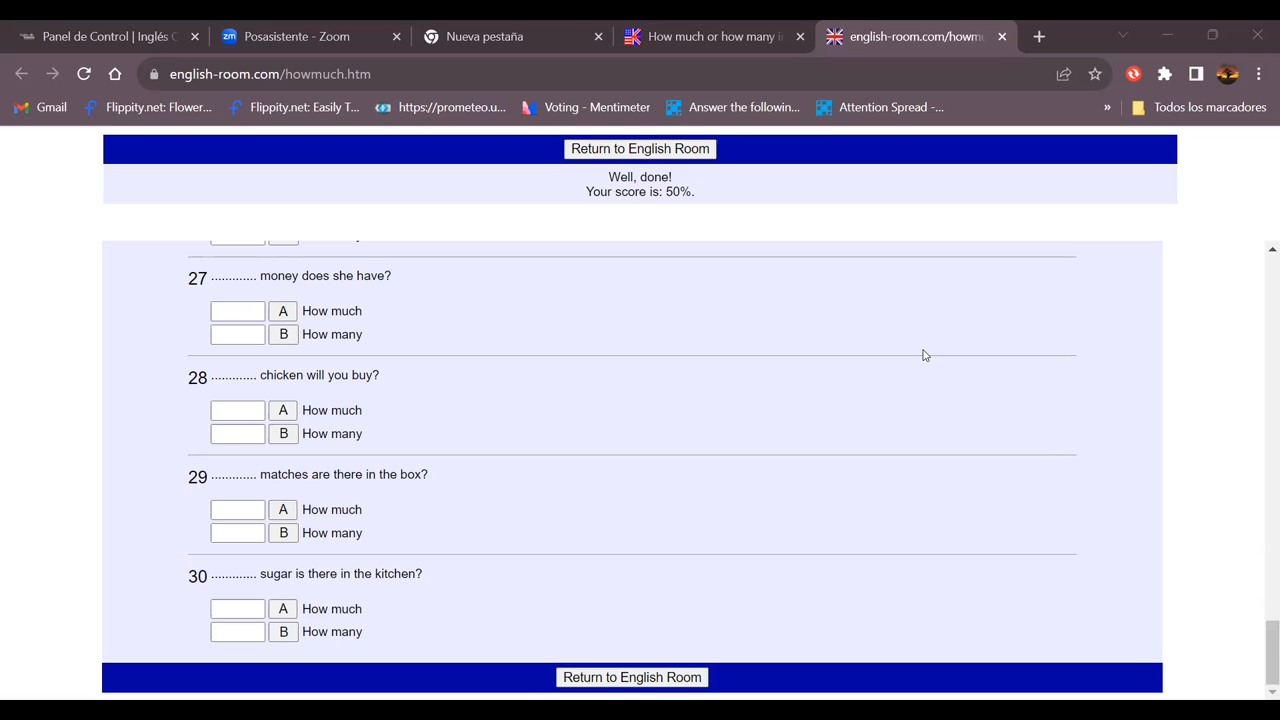 Panel de Control | Inglés
Posasistente - Zoom
Nueva pestaña
How much or how many in
english-room.com/howmu
english-room.com/howmuch.htm
Gmail
Flippity.net: Flower...
Flippity.net: Easily T...
https://prometeo.u...
Voting - Mentimeter
Answer the followin...
Attention Spread -...
»
Todos los marcadores
Return to English Room
Well, done!
Your score is: 50%.
27 ............. money does she have?
A How much
B How many
28 ............. chicken will you buy?
A How much
B How many
29 ............. matches are there in the box?
A How much
B How many
30 ............. sugar is there in the kitchen?
A How much
B How many
Return to English Room